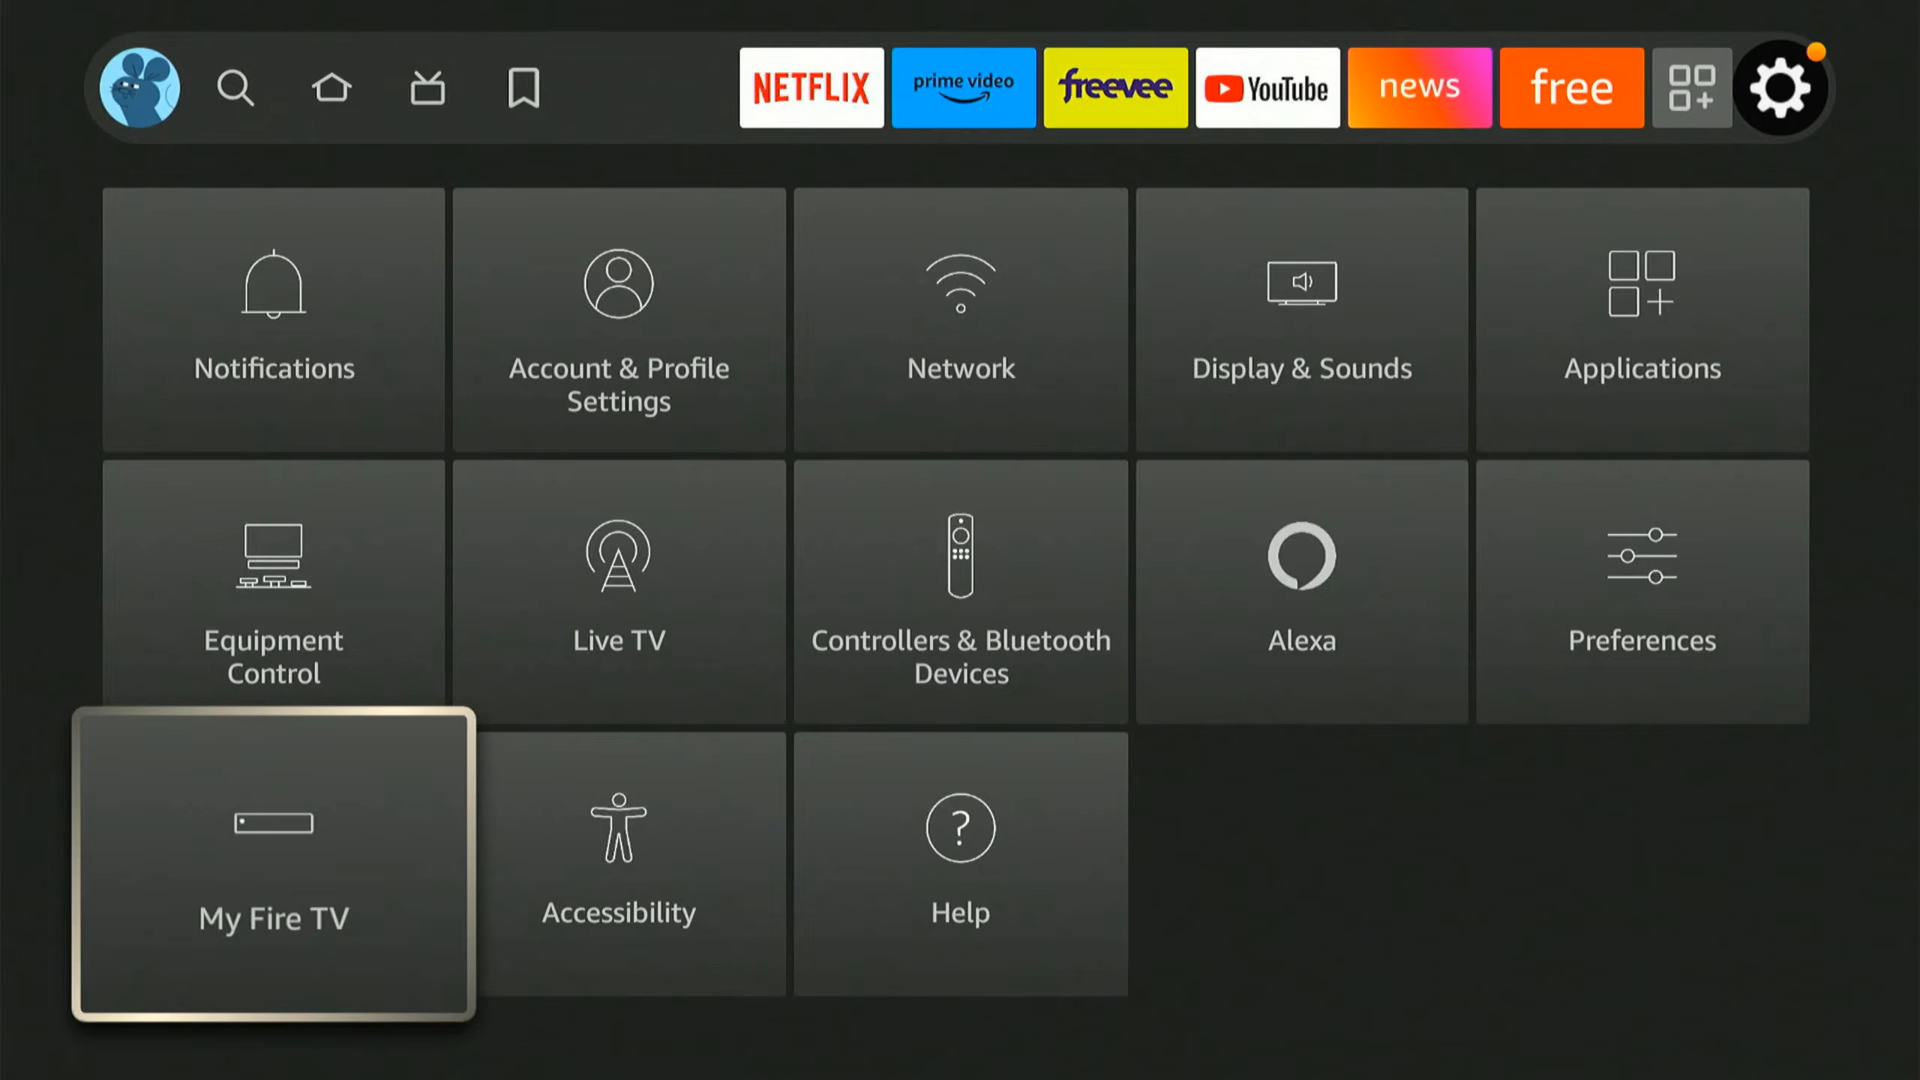 NETFLIX
prime video
freevee
YouTube
news
free
Notifications
Account & Profile
Settings
Network
Display & Sounds
Applications
Equipment
Control
Live TV
Controllers & Bluetooth
Devices
Alexa
Preferences
My Fire TV
Accessibility
?
Help